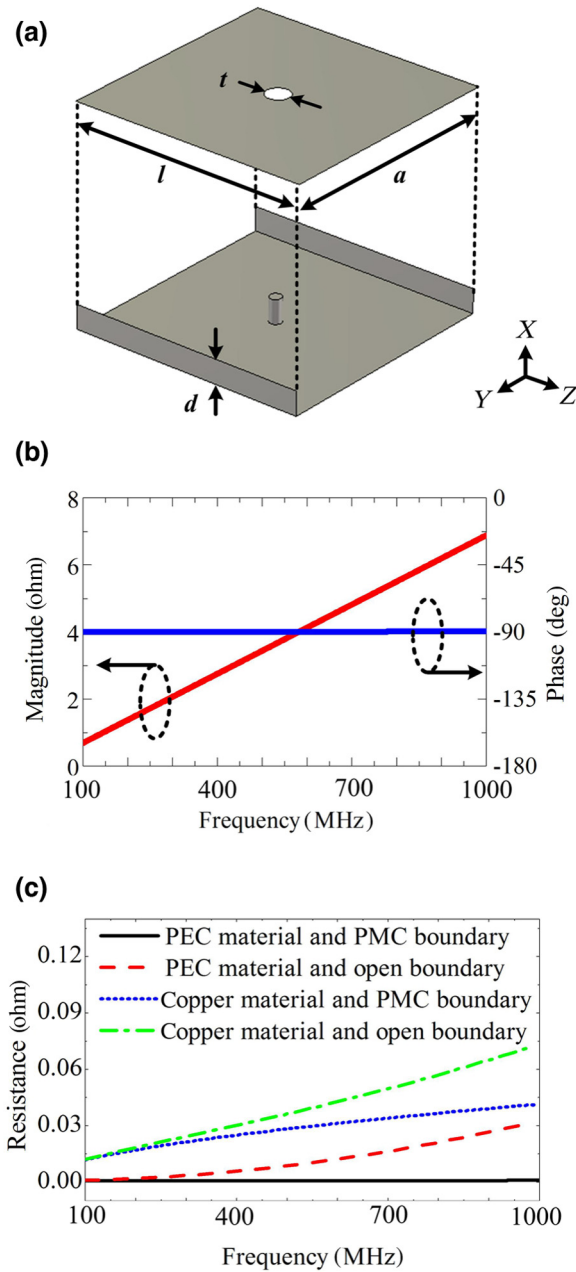 (a)
t
l
a
d
X
Y
Z
(b)
8
6
4
2
0
Magnitude (ohm)
0
-45
-90
-135
-180
Phase (deg)
100
400
700
1000
Frequency (MHz)
(c)
0.12
0.09
0.06
0.03
0.00
Resistance (ohm)
PEC material and PMC boundary
PEC material and open boundary
Copper material and PMC boundary
Copper material and open boundary
100
400
700
1000
Frequency (MHz)